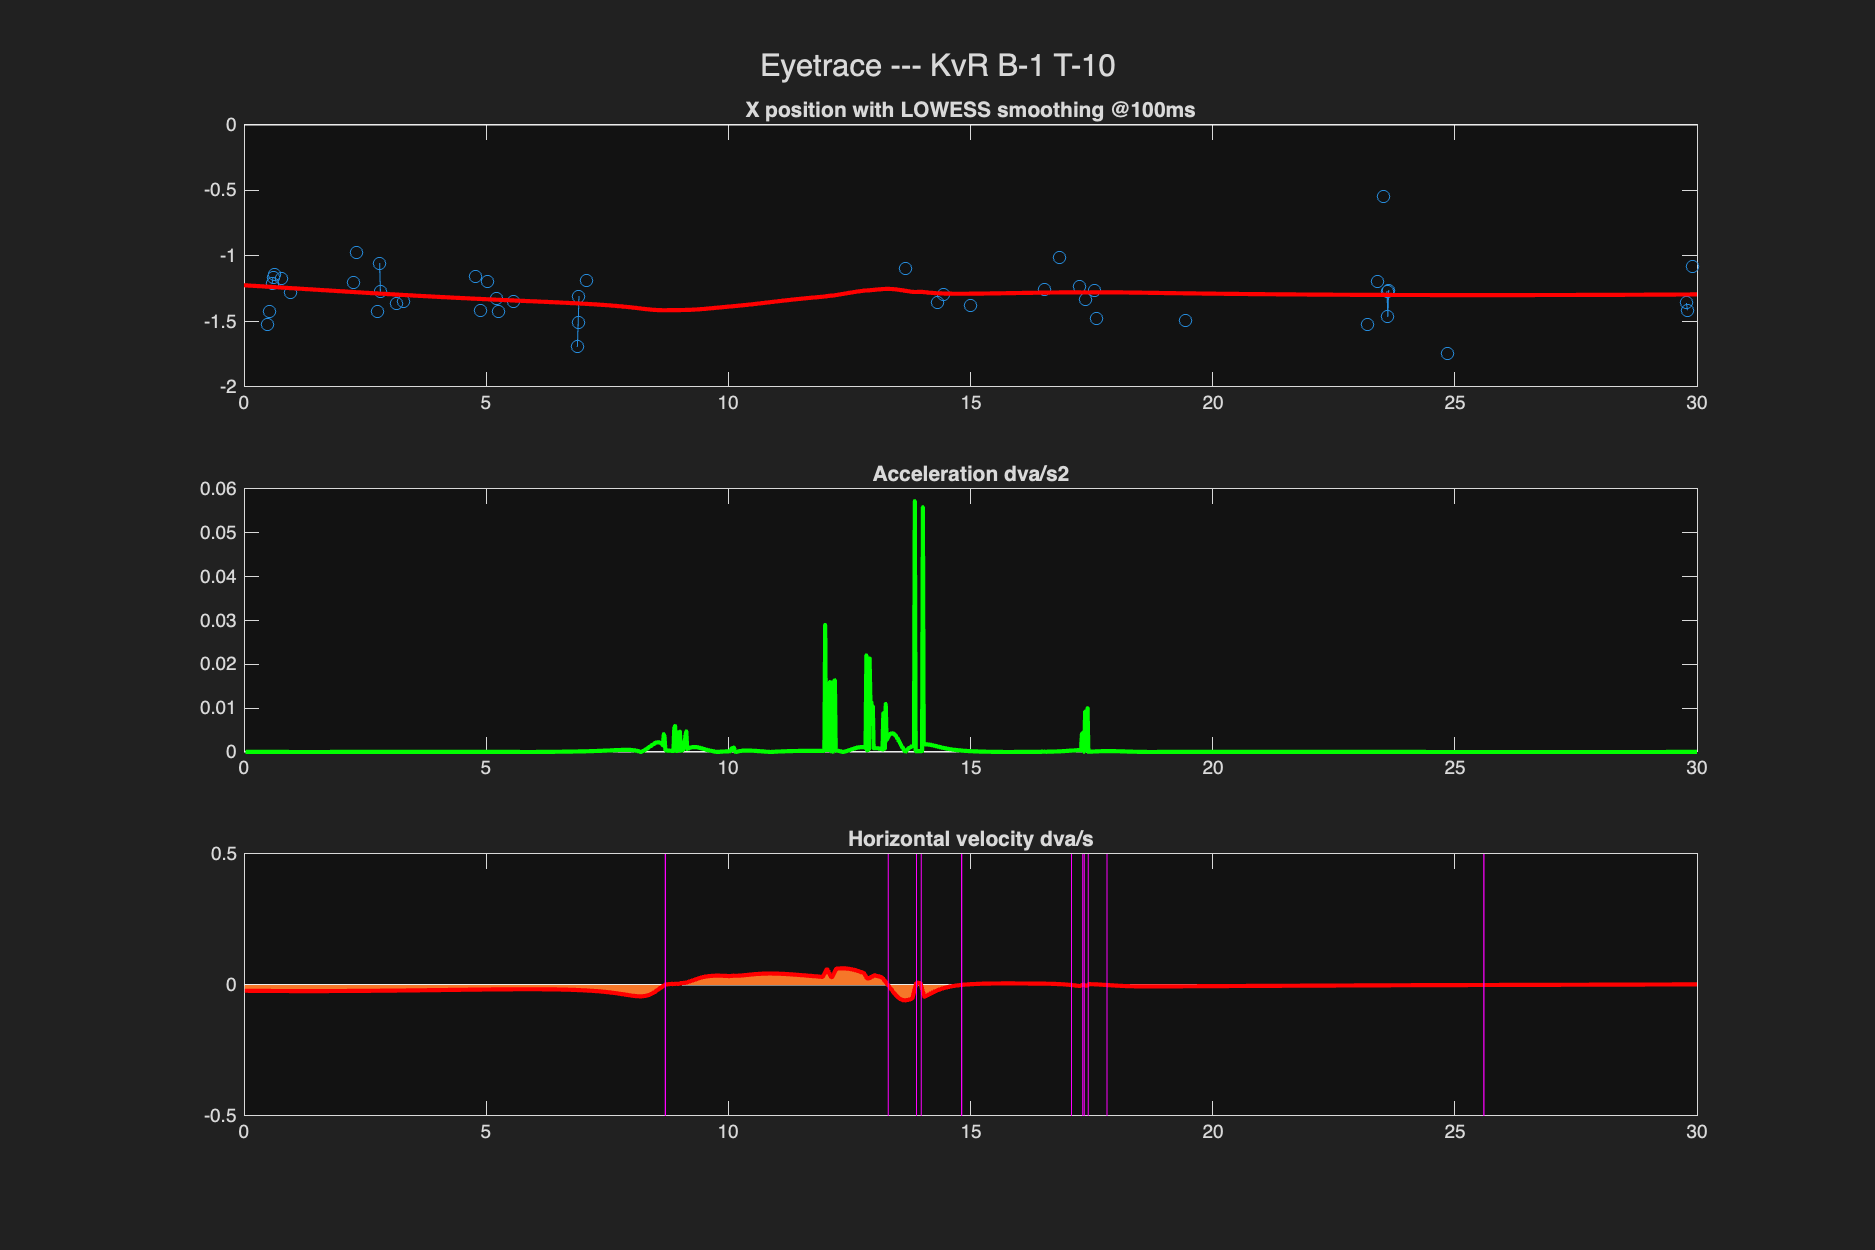 Eyetrace --- KvR B-1 T-10
X position with LOWESS smoothing @100ms
0
-0.5
-1
-1.5
-2
0 5 10 15 20 25 30
Acceleration dva/s2
0.06
0.05
0.04
0.03
0.02
0.01
0
0 5 10 15 20 25 30
Horizontal velocity dva/s
0.5
0
-0.5
0 5 10 15 20 25 30